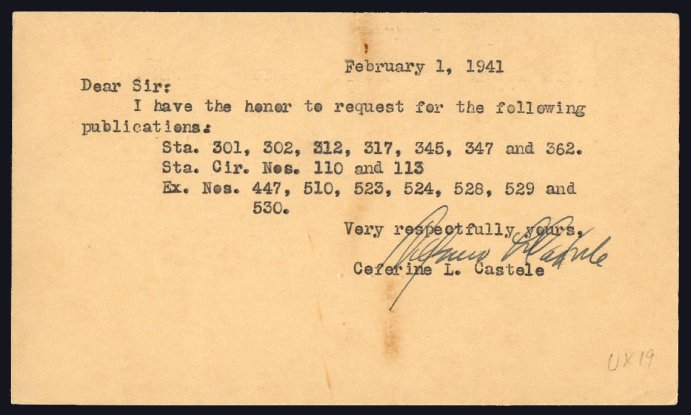 February 1, 1941
Dear Sir:
I have the honor to request for the following
publications:
Sta. 301, 302, 312, 317, 345, 347 and 362.
Sta. Cir. Nos. 110 and 113
Ex. Nos. 447, 510, 523, 524, 528, 529 and
530.
Very respectfully yours,
Ceferino L. Castelo
UX19